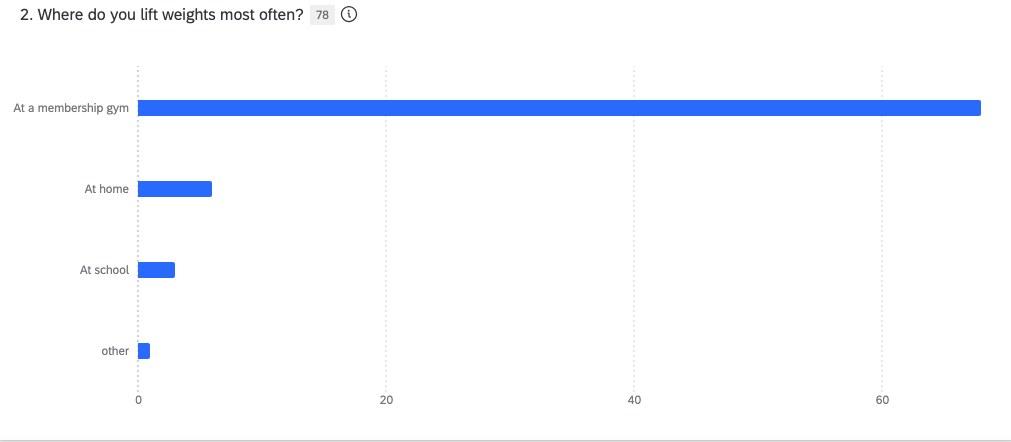 2. Where do you lift weights most often? 78
At a membership gym
At home
At school
other
0 20 40 60